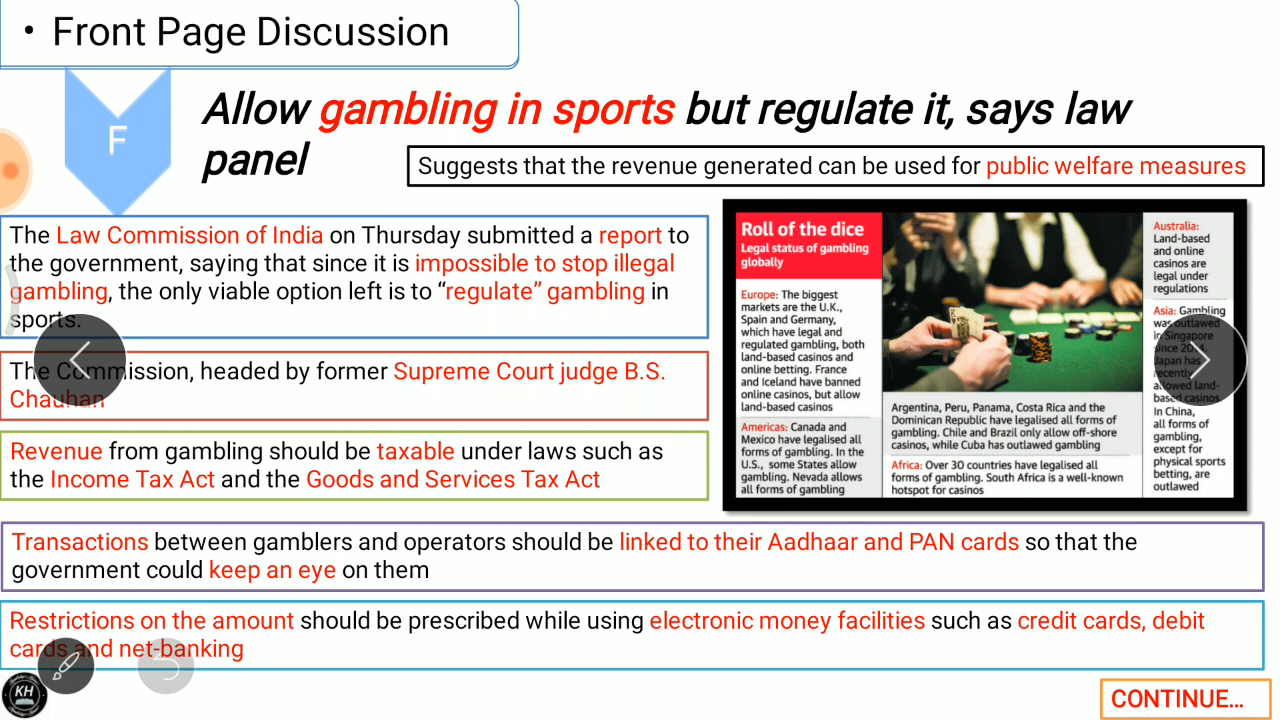 • Front Page Discussion
F
Allow gambling in sports but regulate it, says law
panel
Suggests that the revenue generated can be used for public welfare measures
The Law Commission of India on Thursday submitted a report to
the government, saying that since it is impossible to stop illegal
gambling, the only viable option left is to “regulate” gambling in
sports.
The Commission, headed by former Supreme Court judge B.S.
Chauhan
Revenue from gambling should be taxable under laws such as
the Income Tax Act and the Goods and Services Tax Act
Roll of the dice
Legal status of gambling
globally
Europe: The biggest
markets are the U.K.,
Spain and Germany,
which have legal and
regulated gambling, both
land-based casinos and
online betting. France
and Iceland have banned
online casinos, but allow
land-based casinos
Americas: Canada and
Mexico have legalised all
forms of gambling. In the
U.S., some States allow
gambling. Nevada allows
all forms of gambling
Argentina, Peru, Panama, Costa Rica and the
Dominican Republic have legalised all forms of
gambling. Chile and Brazil only allow off-shore
casinos, while Cuba has outlawed gambling
Africa: Over 30 countries have legalised all
forms of gambling. South Africa is a well-known
hotspot for casinos
Australia:
Land-based
and online
casinos are
legal under
regulations
Asia: Gambling
was outlawed
in Singapore
since
Japan has
recently
allowed land-
based casinos.
In China,
all forms of
gambling,
except for
physical sports
betting, are
outlawed
Transactions between gamblers and operators should be linked to their Aadhaar and PAN cards so that the
government could keep an eye on them
Restrictions on the amount should be prescribed while using electronic money facilities such as credit cards, debit
cards and net-banking
KH
CONTINUE…